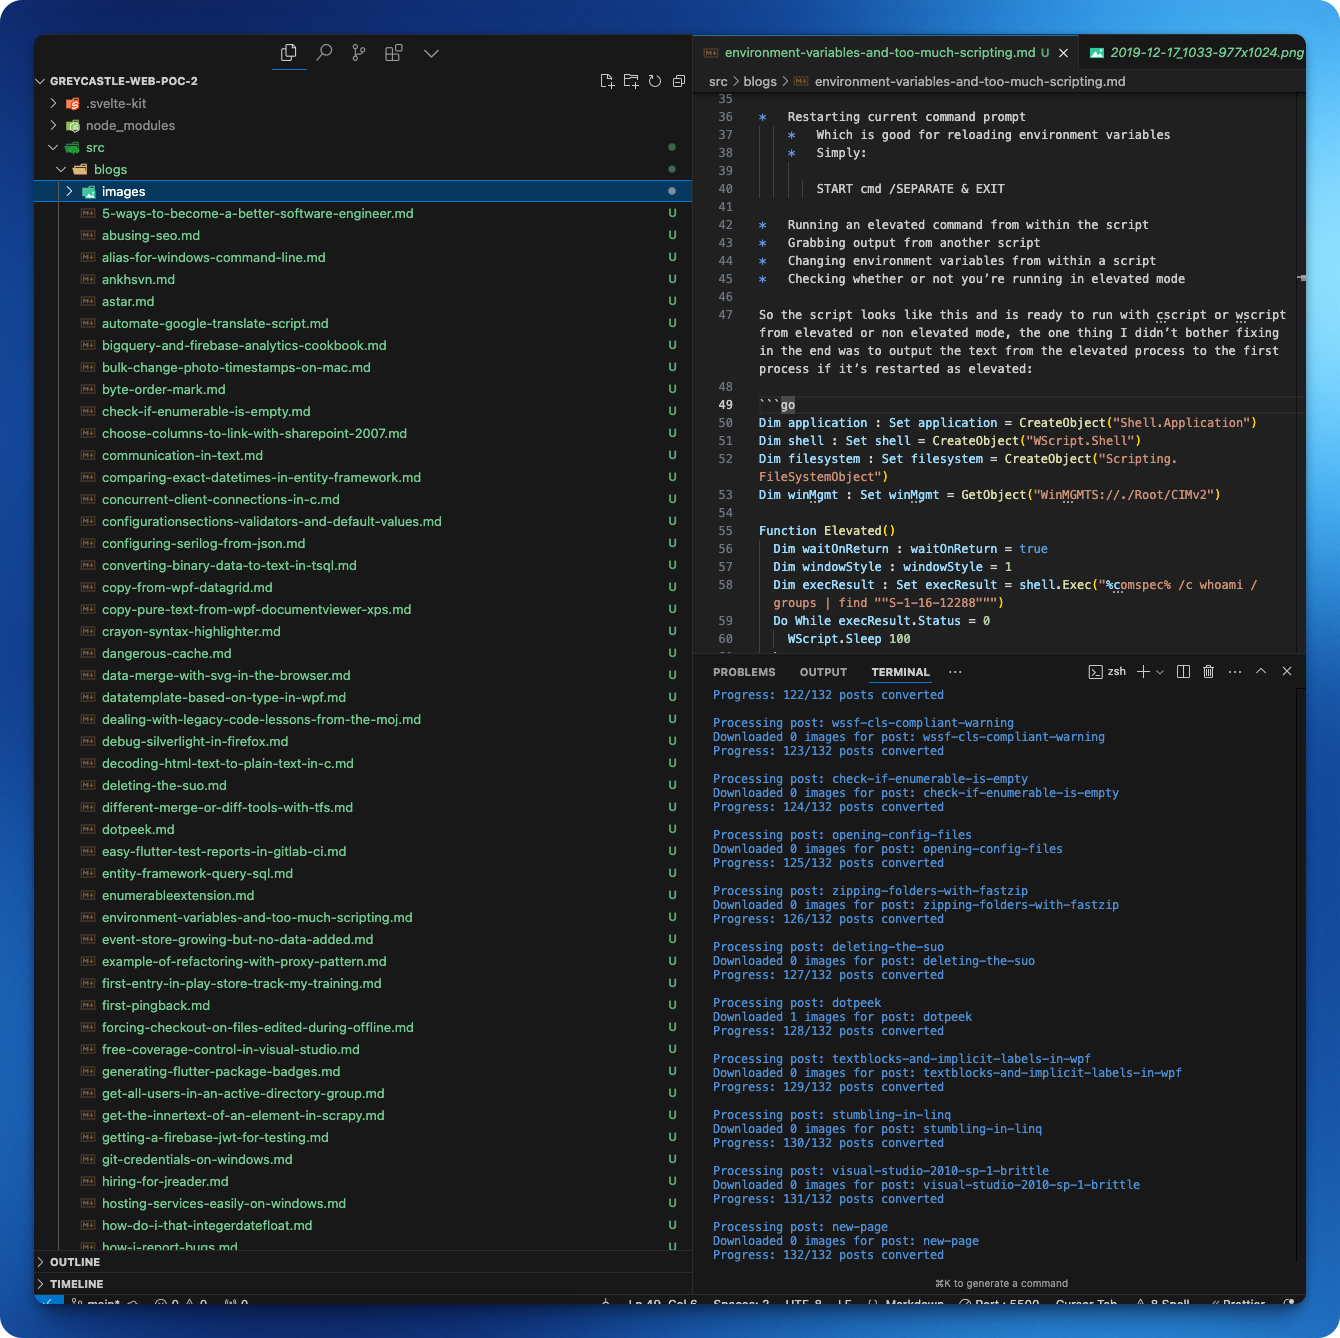 GREYCASTLE-WEB-POC-2
.svelte-kit
node_modules
src
blogs
images
5-ways-to-become-a-better-software-engineer.md U
abusing-seo.md U
alias-for-windows-command-line.md U
ankhsvn.md U
astar.md U
automate-google-translate-script.md U
bigquery-and-firebase-analytics-cookbook.md U
bulk-change-photo-timestamps-on-mac.md U
byte-order-mark.md U
check-if-enumerable-is-empty.md U
choose-columns-to-link-with-sharepoint-2007.md U
communication-in-text.md U
comparing-exact-datetimes-in-entity-framework.md U
concurrent-client-connections-in-c.md U
configurationsections-validators-and-default-values.md U
configuring-serilog-from-json.md U
converting-binary-data-to-text-in-tsql.md U
copy-from-wpf-datagrid.md U
copy-pure-text-from-wpf-documentviewer-xps.md U
crayon-syntax-highlighter.md U
dangerous-cache.md U
data-merge-with-svg-in-the-browser.md U
datatemplate-based-on-type-in-wpf.md U
dealing-with-legacy-code-lessons-from-the-moj.md U
debug-silverlight-in-firefox.md U
decoding-html-text-to-plain-text-in-c.md U
deleting-the-suo.md U
different-merge-or-diff-tools-with-tfs.md U
dotpeek.md U
easy-flutter-test-reports-in-gitlab-ci.md U
entity-framework-query-sql.md U
enumerableextension.md U
environment-variables-and-too-much-scripting.md U
event-store-growing-but-no-data-added.md U
example-of-refactoring-with-proxy-pattern.md U
first-entry-in-play-store-track-my-training.md U
first-pingback.md U
forcing-checkout-on-files-edited-during-offline.md U
free-coverage-control-in-visual-studio.md U
generating-flutter-package-badges.md U
get-all-users-in-an-active-directory-group.md U
get-the-innertext-of-an-element-in-scrapy.md U
getting-a-firebase-jwt-for-testing.md U
git-credentials-on-windows.md U
hiring-for-jreader.md U
hosting-services-easily-on-windows.md U
how-do-i-that-integerdatefloat.md U
how-i-report-bugs.md U
OUTLINE
TIMELINE
environment-variables-and-too-much-scripting.md U
2019-12-17_1033-977x1024.png
src > blogs > environment-variables-and-too-much-scripting.md
35
36 * Restarting current command prompt
37 * Which is good for reloading environment variables
38 * Simply:
39
40 START cmd /SEPARATE & EXIT
41
42 * Running an elevated command from within the script
43 * Grabbing output from another script
44 * Changing environment variables from within a script
45 * Checking whether or not you’re running in elevated mode
46
47 So the script looks like this and is ready to run with cscript or wscript
from elevated or non elevated mode, the one thing I didn’t bother fixing
in the end was to output the text from the elevated process to the first
process if it’s restarted as elevated:
48
49 ```go
50 Dim application : Set application = CreateObject("Shell.Application")
51 Dim shell : Set shell = CreateObject("WScript.Shell")
52 Dim filesystem : Set filesystem = CreateObject("Scripting.
FileSystemObject")
53 Dim winMgmt : Set winMgmt = GetObject("WinMGMTS://./Root/CIMv2")
54
55 Function Elevated()
56 Dim waitOnReturn : waitOnReturn = true
57 Dim windowStyle : windowStyle = 1
58 Dim execResult : Set execResult = shell.Exec("%comspec% /c whoami /
groups | find ""S-1-16-12288""")
59 Do While execResult.Status = 0
60 WScript.Sleep 100
PROBLEMS OUTPUT TERMINAL ··· zsh
Progress: 122/132 posts converted
Processing post: wssf-cls-compliant-warning
Downloaded 0 images for post: wssf-cls-compliant-warning
Progress: 123/132 posts converted
Processing post: check-if-enumerable-is-empty
Downloaded 0 images for post: check-if-enumerable-is-empty
Progress: 124/132 posts converted
Processing post: opening-config-files
Downloaded 0 images for post: opening-config-files
Progress: 125/132 posts converted
Processing post: zipping-folders-with-fastzip
Downloaded 0 images for post: zipping-folders-with-fastzip
Progress: 126/132 posts converted
Processing post: deleting-the-suo
Downloaded 0 images for post: deleting-the-suo
Progress: 127/132 posts converted
Processing post: dotpeek
Downloaded 1 images for post: dotpeek
Progress: 128/132 posts converted
Processing post: textblocks-and-implicit-labels-in-wpf
Downloaded 0 images for post: textblocks-and-implicit-labels-in-wpf
Progress: 129/132 posts converted
Processing post: stumbling-in-linq
Downloaded 0 images for post: stumbling-in-linq
Progress: 130/132 posts converted
Processing post: visual-studio-2010-sp-1-brittle
Downloaded 0 images for post: visual-studio-2010-sp-1-brittle
Progress: 131/132 posts converted
Processing post: new-page
Downloaded 0 images for post: new-page
Progress: 132/132 posts converted
⌘K to generate a command
main* 0 0 0 Ln 49, Col 6 Spaces: 2 UTF-8 LF Markdown Port : 5500 Cursor Tab 8 Spell Prettier